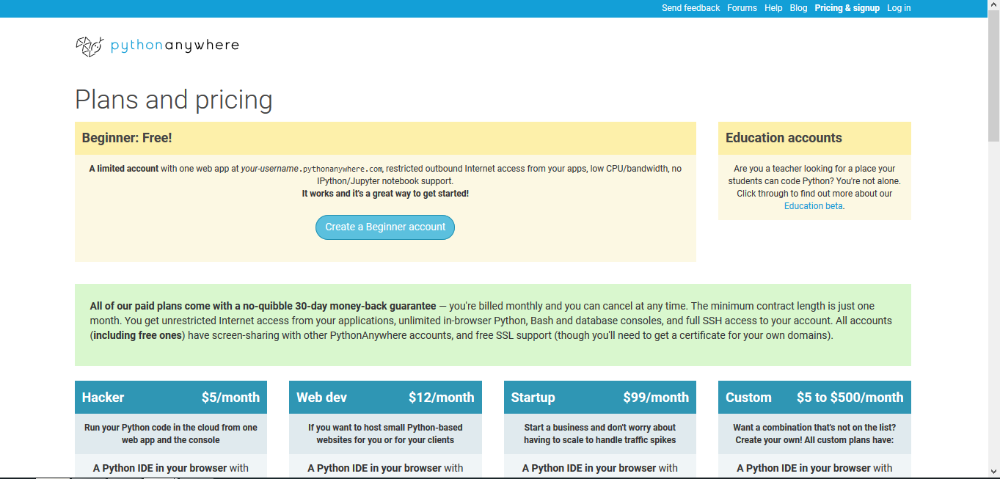 Send feedback Forums Help Blog Pricing & signup Log in
pythonanywhere
Plans and pricing
Beginner: Free!
A limited account with one web app at your-username.pythonanywhere.com, restricted outbound Internet access from your apps, low CPU/bandwidth, no
IPython/Jupyter notebook support.
It works and it's a great way to get started!
Create a Beginner account
Education accounts
Are you a teacher looking for a place your
students can code Python? You're not alone.
Click through to find out more about our
Education beta.
All of our paid plans come with a no-quibble 30-day money-back guarantee — you're billed monthly and you can cancel at any time. The minimum contract length is just one
month. You get unrestricted Internet access from your applications, unlimited in-browser Python, Bash and database consoles, and full SSH access to your account. All accounts
(including free ones) have screen-sharing with other PythonAnywhere accounts, and free SSL support (though you'll need to get a certificate for your own domains).
Hacker $5/month
Run your Python code in the cloud from one
web app and the console
A Python IDE in your browser with
Web dev $12/month
If you want to host small Python-based
websites for you or for your clients
A Python IDE in your browser with
Startup $99/month
Start a business and don't worry about
having to scale to handle traffic spikes
A Python IDE in your browser with
Custom $5 to $500/month
Want a combination that's not on the list?
Create your own! All custom plans have:
A Python IDE in your browser with